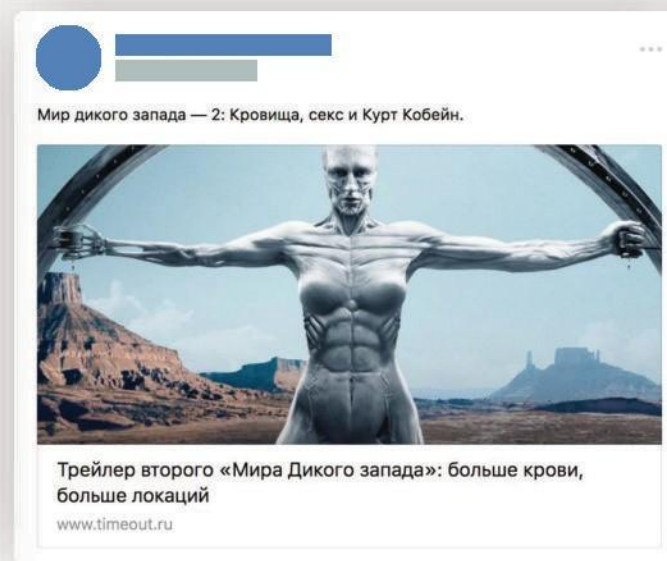 Мир дикого запада — 2: Кровища, секс и Курт Кобейн.
Трейлер второго «Мира Дикого запада»: больше крови,
больше локаций
www.timeout.ru